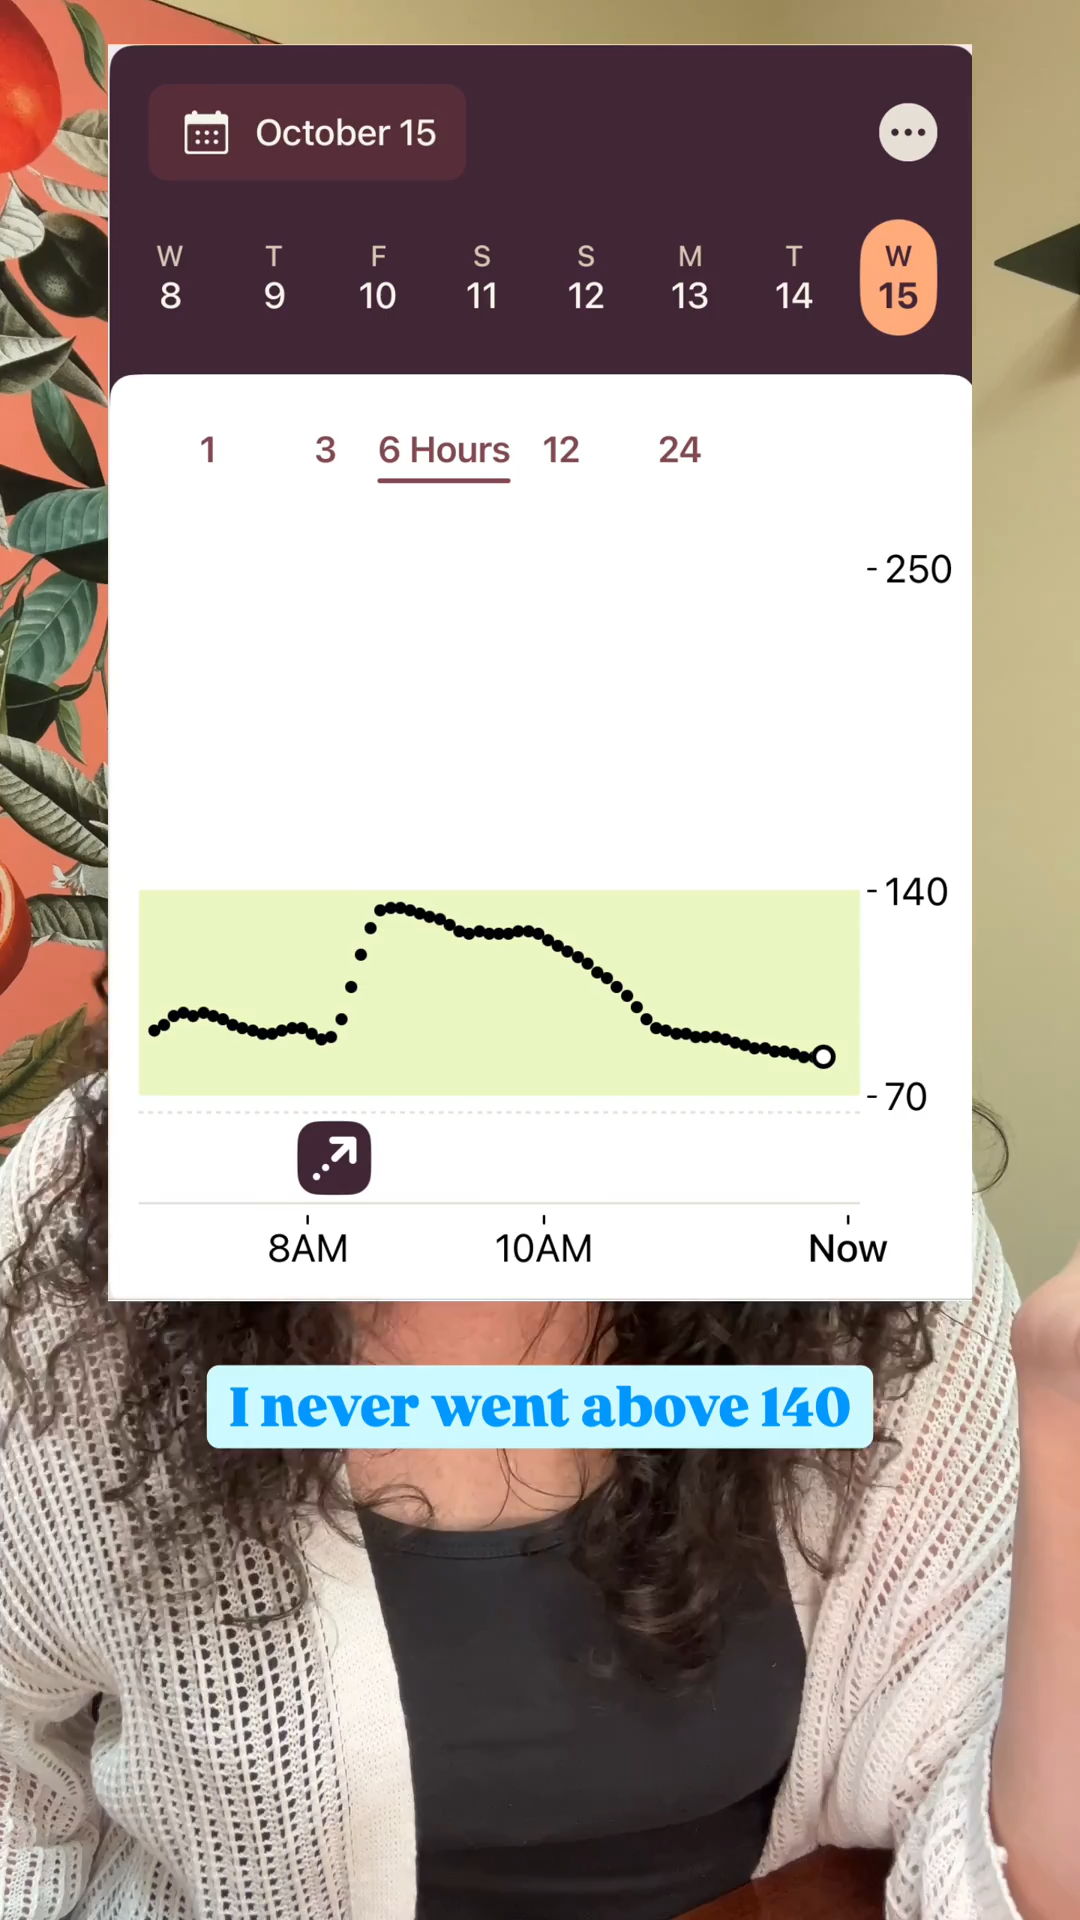 October 15
W T F S S M T W
8 9 10 11 12 13 14 15
1 3 6 Hours 12 24
- 250
- 140
- 70
8AM 10AM Now
I never went above 140